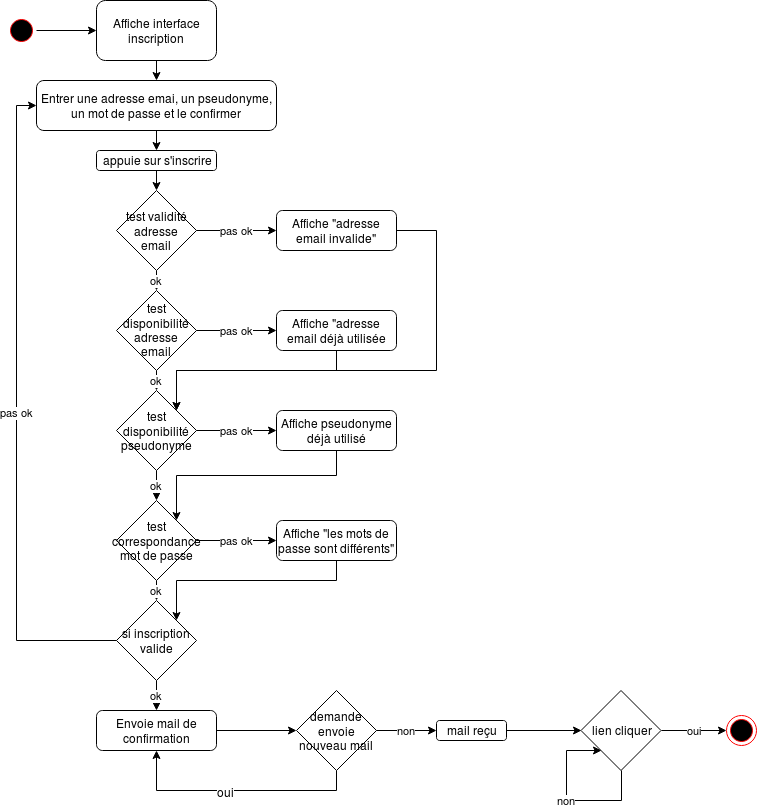 Affiche interface
inscription
Entrer une adresse emai, un pseudonyme,
un mot de passe et le confirmer
appuie sur s'inscrire
test validité
adresse
email
pas ok
Affiche "adresse
email invalide"
ok
test
disponibilité
adresse
email
pas ok
Affiche "adresse
email déjà utilisée
ok
pas ok
test
disponibilité
pseudonyme
pas ok
Affiche pseudonyme
déjà utilisé
ok
test
correspondance
mot de passe
pas ok
Affiche "les mots de
passe sont différents"
ok
si inscription
valide
ok
Envoie mail de
confirmation
demande
envoie
nouveau mail
non
mail reçu
lien cliquer
oui
oui
non